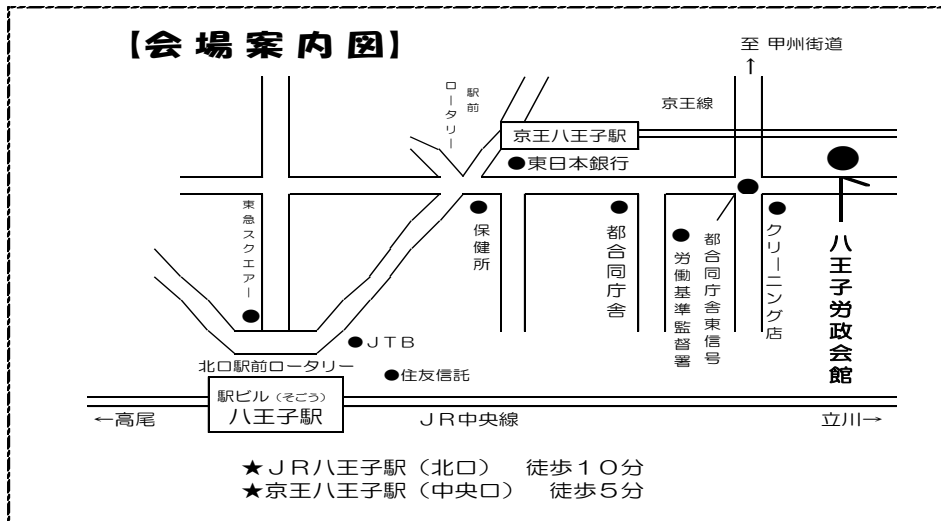 【会場案内図】
至 甲州街道
↑
駅前
ロータリー
京王線
京王八王子駅
●東日本銀行
東急スクエアー
保健所
都合同庁舎
労働基準監督署
都合同庁舎東信号
クリーニング店
八王子労政会館
●JTB
北口駅前ロータリー
●住友信託
駅ビル(そごう)
八王子駅
←高尾
JR中央線
立川→
★JR八王子駅(北口) 徒歩10分
★京王八王子駅(中央口) 徒歩5分